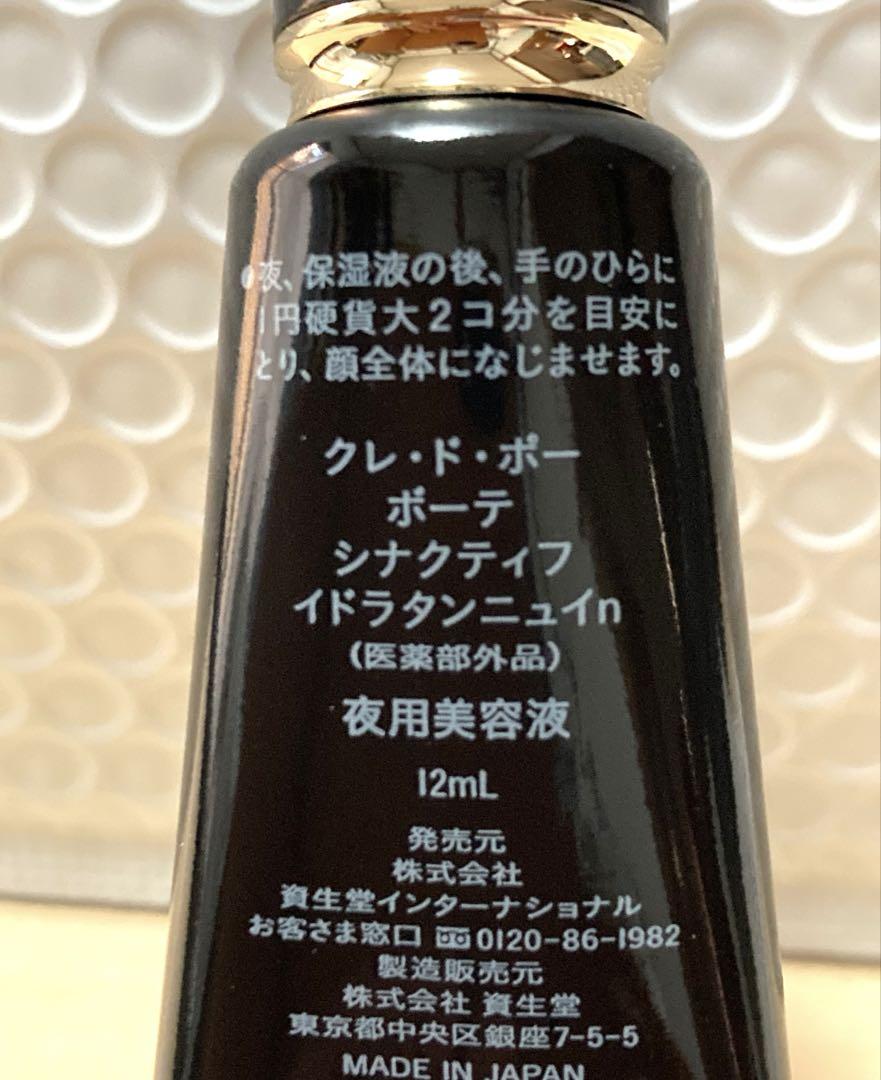 ●夜、保湿液の後、手のひらに
1円硬貨大2コ分を目安に
とり、顔全体になじませます。
クレ・ド・ポー
ボーテ
シナクティフ
イドラタンニュイn
(医薬部外品)
夜用美容液
12mL
発売元
株式会社
資生堂インターナショナル
お客さま窓口 0120-86-1982
製造販売元
株式会社 資生堂
東京都中央区銀座7-5-5
MADE IN JAPAN